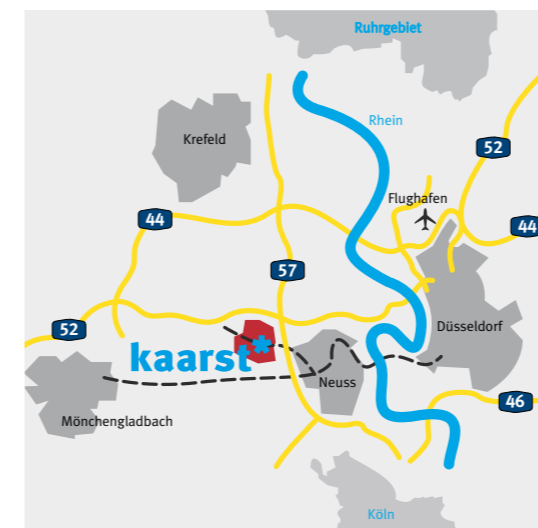 Ruhrgebiet
Rhein
Krefeld
52
Flughafen
44
44
57
52
Düsseldorf
kaarst*
Neuss
46
Mönchengladbach
Köln